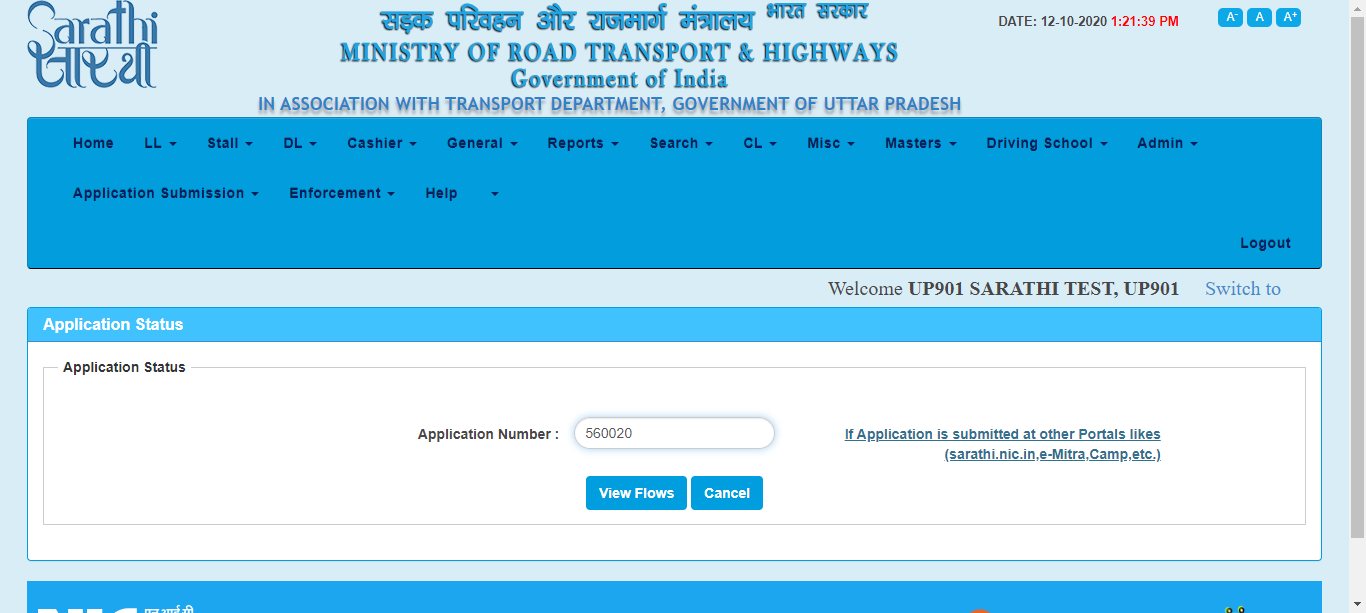 Sarathi
सारथी
सड़क परिवहन और राजमार्ग मंत्रालय भारत सरकार
MINISTRY OF ROAD TRANSPORT & HIGHWAYS
Government of India
IN ASSOCIATION WITH TRANSPORT DEPARTMENT, GOVERNMENT OF UTTAR PRADESH
DATE: 12-10-2020 1:21:39 PM
A- A A+
Home LL Stall DL Cashier General Reports Search CL Misc Masters Driving School Admin
Application Submission Enforcement Help
Logout
Welcome UP901 SARATHI TEST, UP901 Switch to
Application Status
Application Status
Application Number : 560020
If Application is submitted at other Portals likes
(sarathi.nic.in,e-Mitra,Camp,etc.)
View Flows Cancel